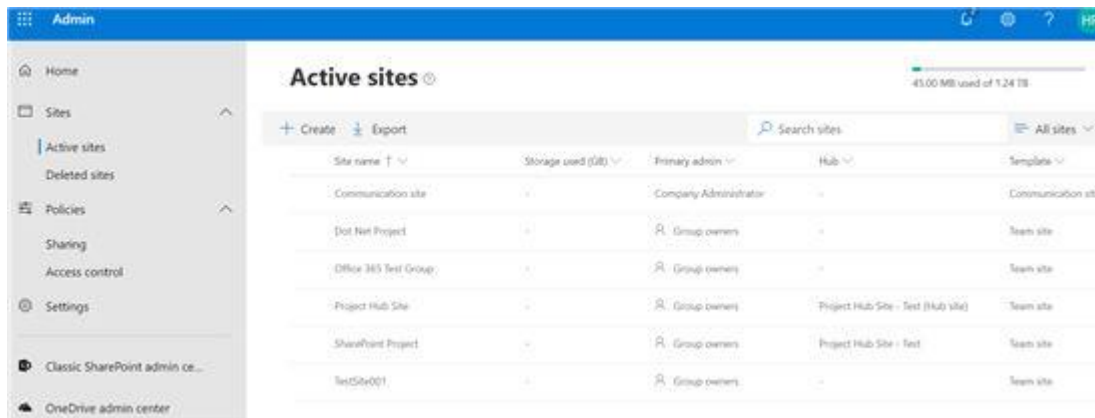 Admin
HR
Home
Sites
Active sites
Deleted sites
Policies
Sharing
Access control
Settings
Classic SharePoint admin ce...
OneDrive admin center
Active sites
45.00 MB used of 1.24 TB
Create Export Search sites All sites
Site name ↑ Storage used (GB) Primary admin Hub Template
Communication site - Company Administrator - Communication sit
Dot Net Project - Group owners - Team site
Office 365 Test Group - Group owners - Team site
Project Hub Site - Group owners Project Hub Site - Test (Hub site) Team site
SharePoint Project - Group owners Project Hub Site - Test Team site
TestSite001 - Group owners - Team site